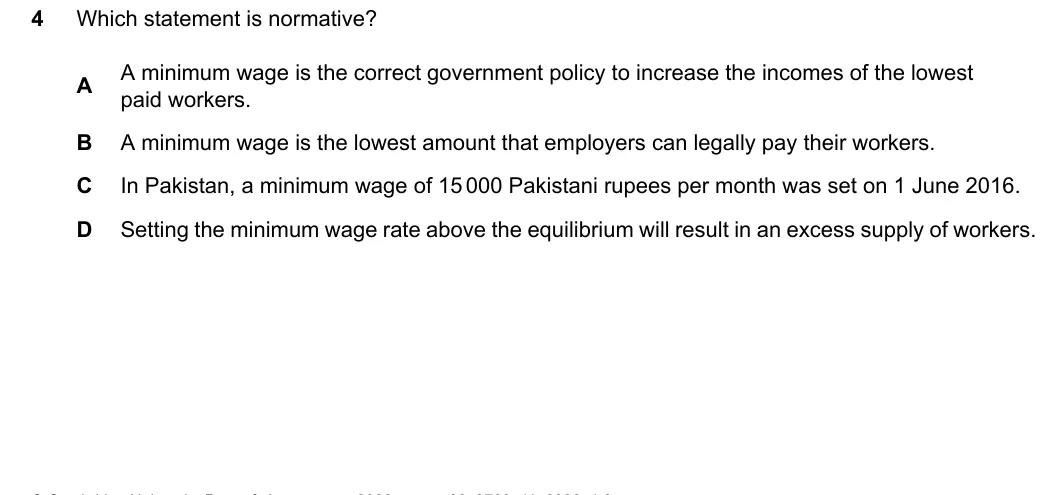 4 Which statement is normative?
A A minimum wage is the correct government policy to increase the incomes of the lowest
paid workers.
B A minimum wage is the lowest amount that employers can legally pay their workers.
C In Pakistan, a minimum wage of 15 000 Pakistani rupees per month was set on 1 June 2016.
D Setting the minimum wage rate above the equilibrium will result in an excess supply of workers.